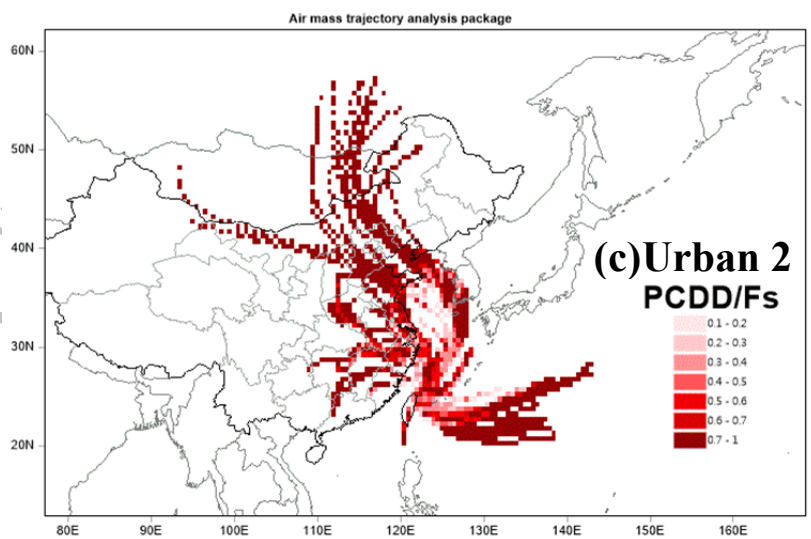 Air mass trajectory analysis package
60N
50N
40N
30N
20N
(c)Urban 2
PCDD/Fs
0.1 - 0.2
0.2 - 0.3
0.3 - 0.4
0.4 - 0.5
0.5 - 0.6
0.6 - 0.7
0.7 - 1
80E 90E 100E 110E 120E 130E 140E 150E 160E